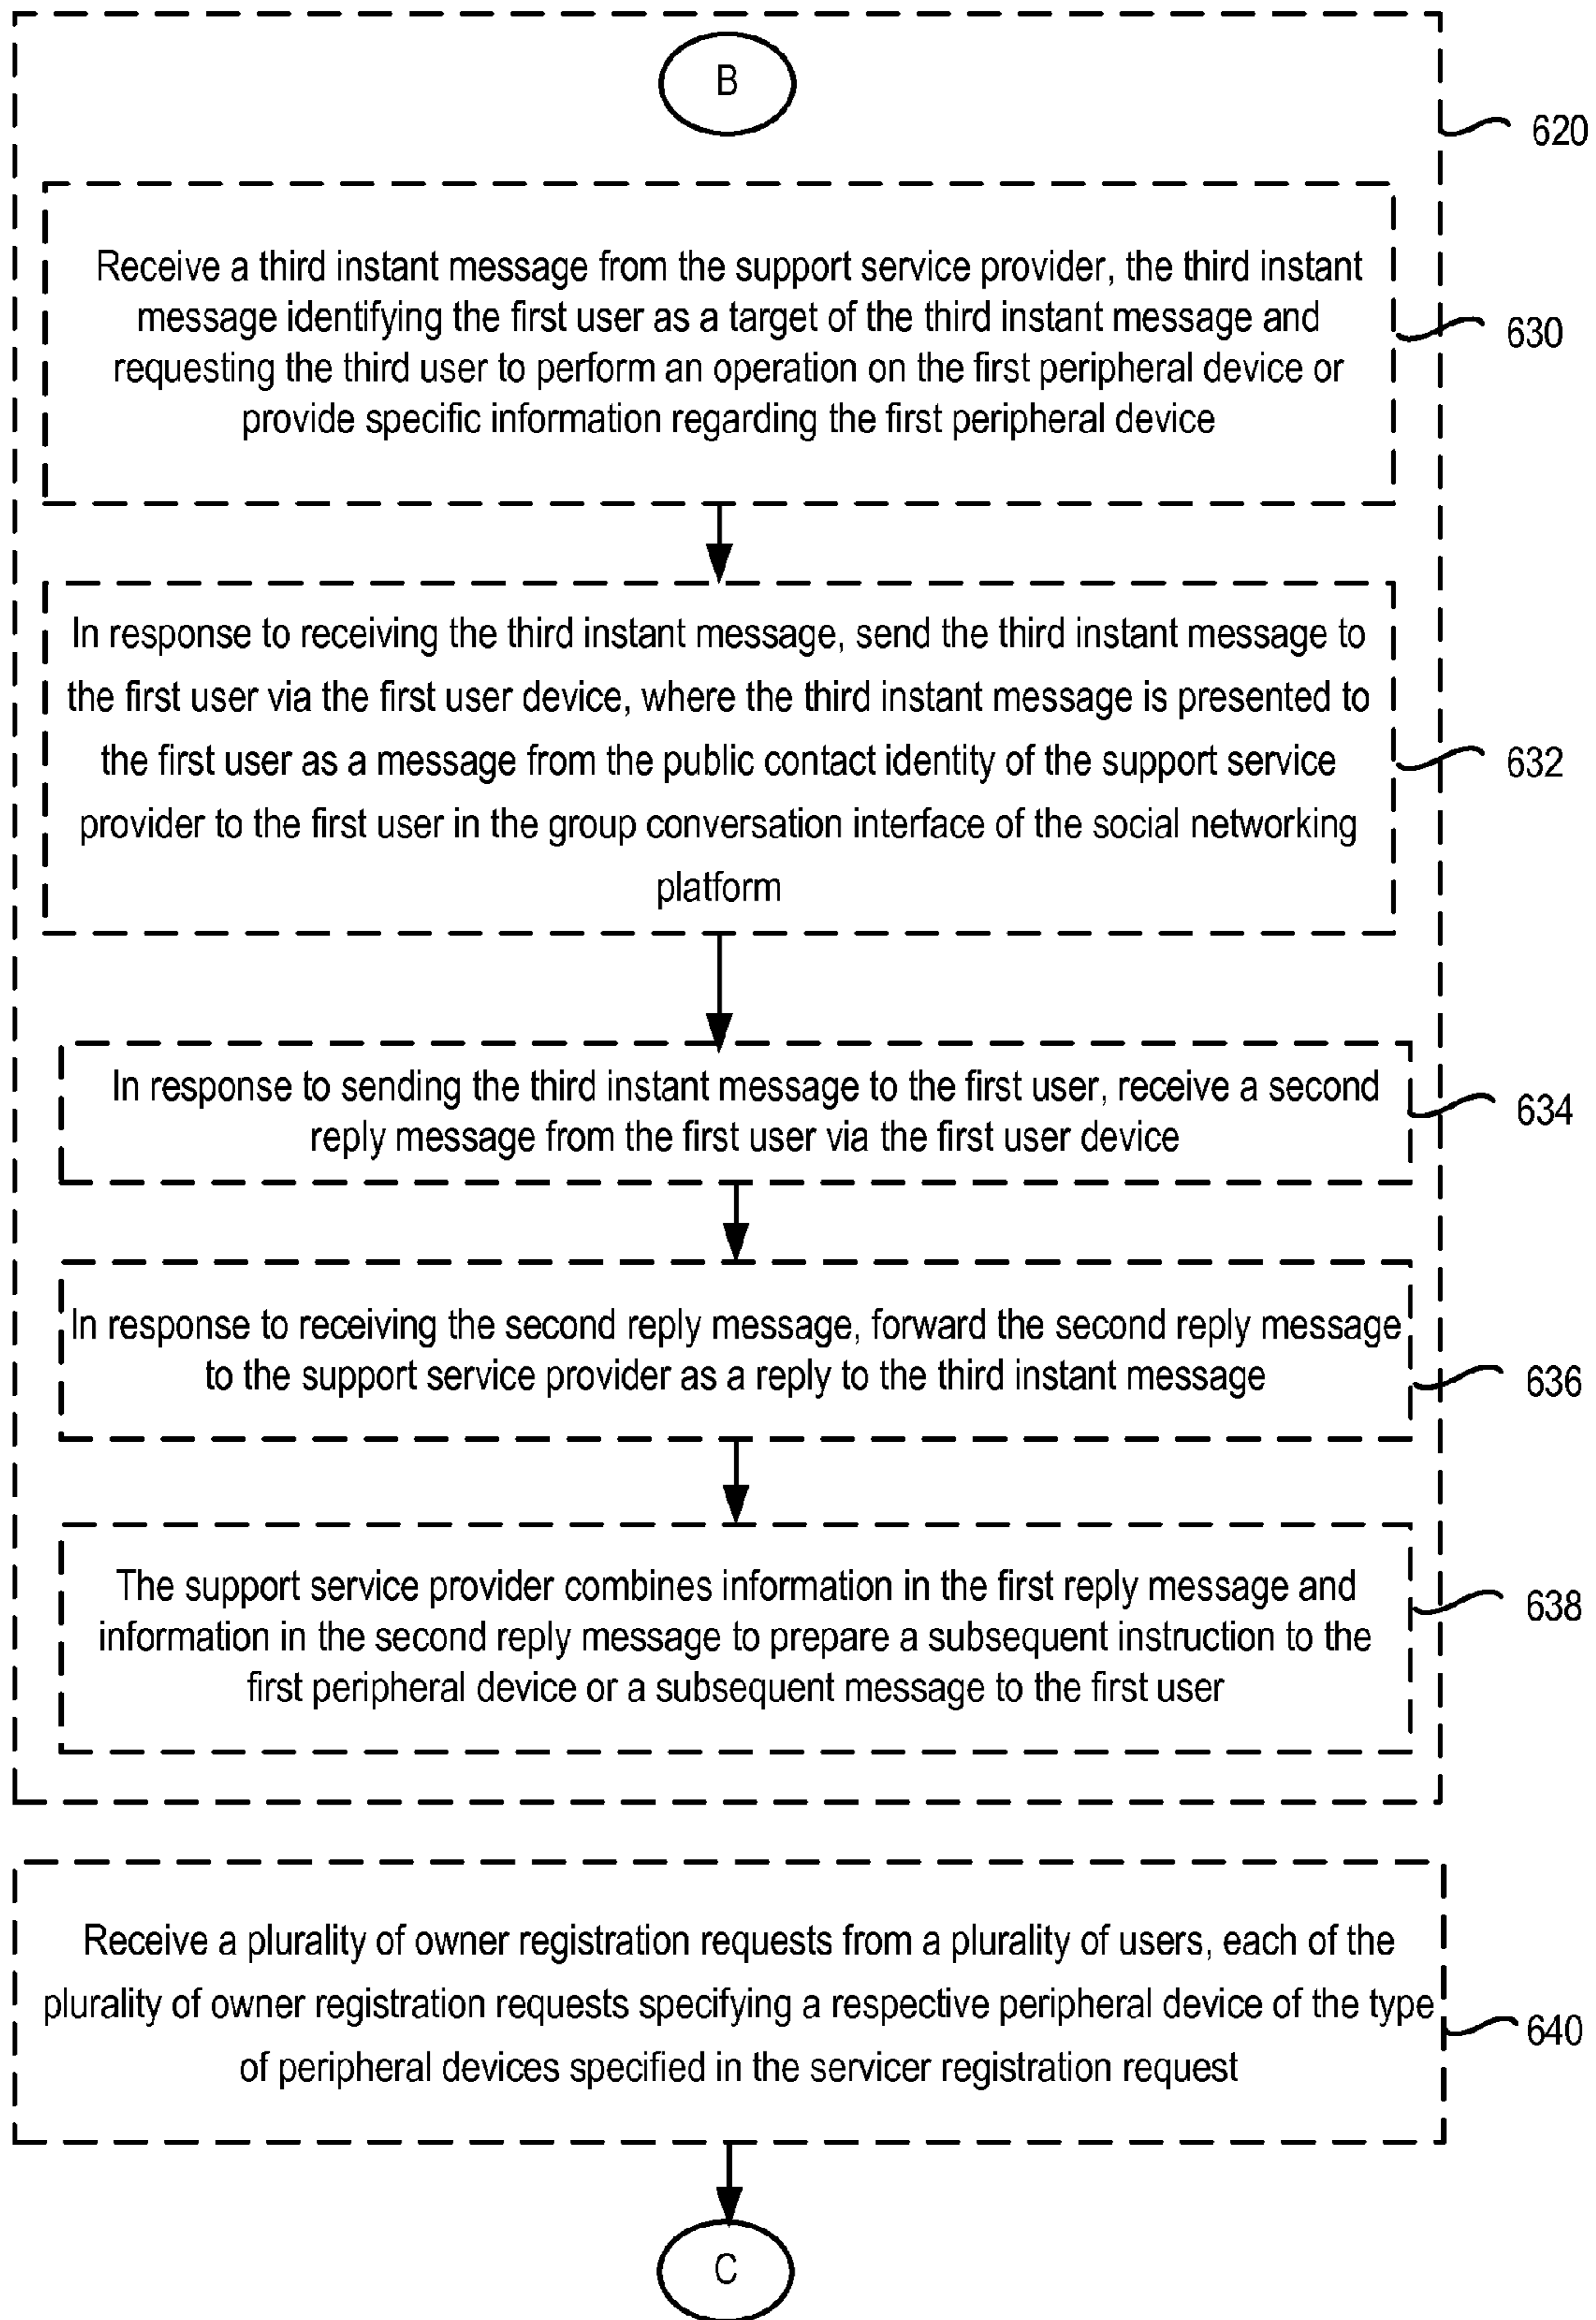 B
620
Receive a third instant message from the support service provider, the third instant
message identifying the first user as a target of the third instant message and
requesting the third user to perform an operation on the first peripheral device or
provide specific information regarding the first peripheral device
630
In response to receiving the third instant message, send the third instant message to
the first user via the first user device, where the third instant message is presented to
the first user as a message from the public contact identity of the support service
provider to the first user in the group conversation interface of the social networking
platform
632
In response to sending the third instant message to the first user, receive a second
reply message from the first user via the first user device
634
In response to receiving the second reply message, forward the second reply message
to the support service provider as a reply to the third instant message
636
The support service provider combines information in the first reply message and
information in the second reply message to prepare a subsequent instruction to the
first peripheral device or a subsequent message to the first user
638
Receive a plurality of owner registration requests from a plurality of users, each of the
plurality of owner registration requests specifying a respective peripheral device of the type
of peripheral devices specified in the servicer registration request
640
C